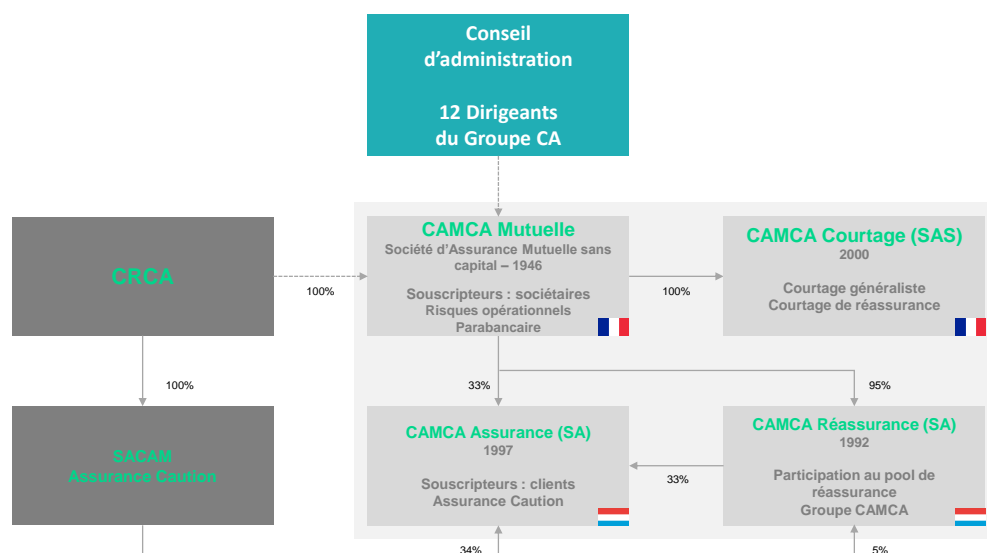 Conseil
d’administration
12 Dirigeants
du Groupe CA
CRCA
100%
CAMCA Mutuelle
Société d’Assurance Mutuelle sans
capital – 1946
Souscripteurs : sociétaires
Risques opérationnels
Parabancaire
100%
CAMCA Courtage (SAS)
2000
Courtage généraliste
Courtage de réassurance
100%
33%
95%
SACAM
Assurance Caution
CAMCA Assurance (SA)
1997
Souscripteurs : clients
Assurance Caution
33%
CAMCA Réassurance (SA)
1992
Participation au pool de
réassurance
Groupe CAMCA
34%
5%